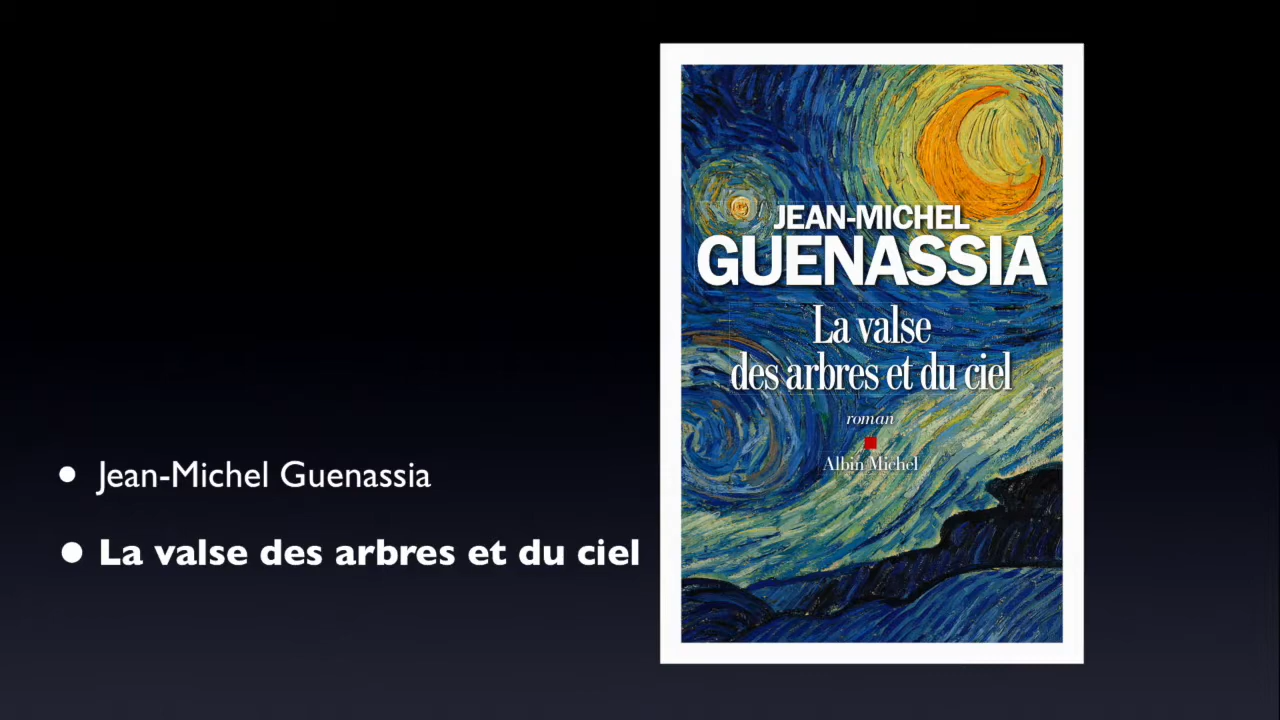 JEAN-MICHEL
GUENASSIA
La valse
des arbres et du ciel
roman
Albin Michel
• Jean-Michel Guenassia
• La valse des arbres et du ciel